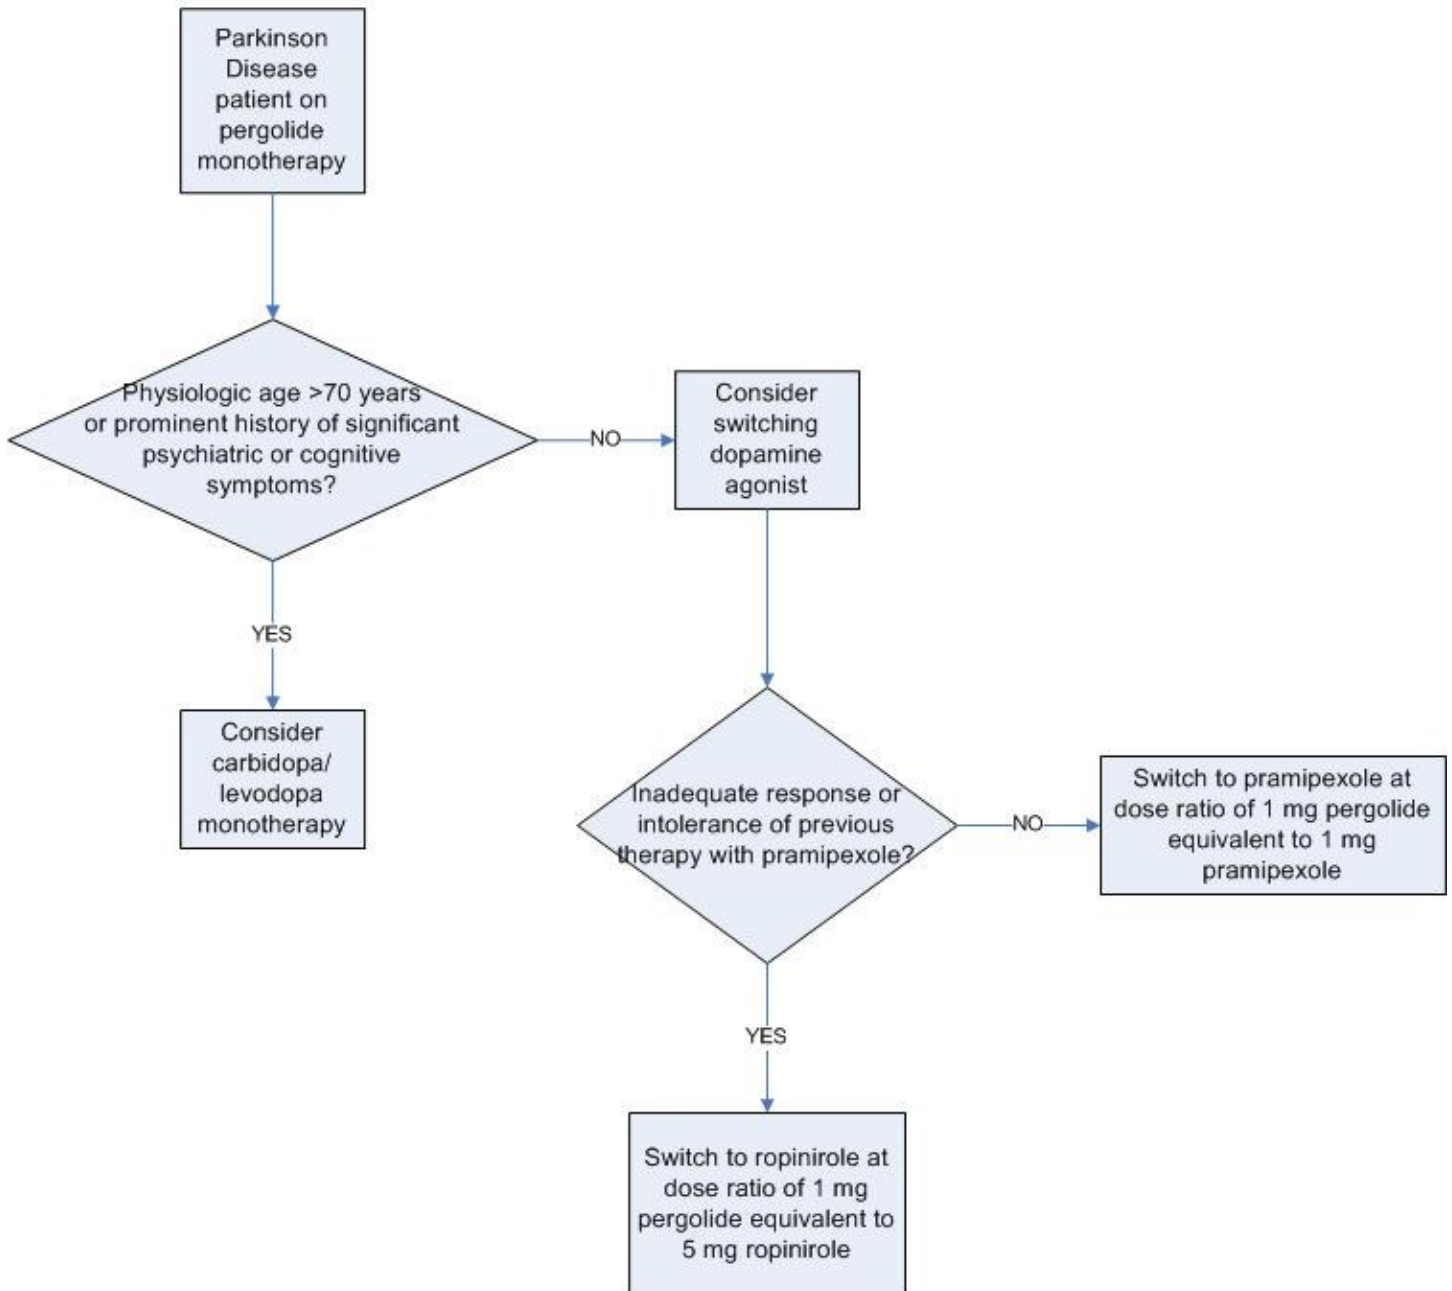 Parkinson
Disease
patient on
pergolide
monotherapy
Physiologic age >70 years
or prominent history of significant
psychiatric or cognitive
symptoms?
NO
Consider
switching
dopamine
agonist
YES
Consider
carbidopa/
levodopa
monotherapy
Inadequate response or
intolerance of previous
therapy with pramipexole?
NO
Switch to pramipexole at
dose ratio of 1 mg pergolide
equivalent to 1 mg
pramipexole
YES
Switch to ropinirole at
dose ratio of 1 mg
pergolide equivalent to
5 mg ropinirole